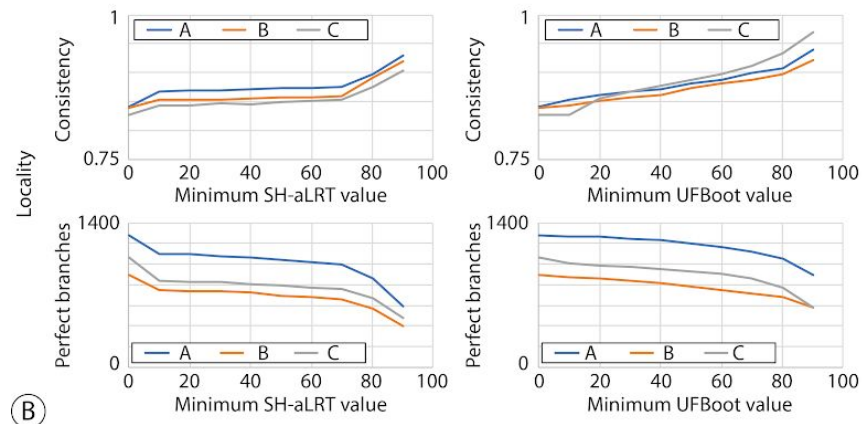 Locality
Consistency
1
0.75
A B C
0 20 40 60 80 100
Minimum SH-aLRT value
Consistency
1
0.75
A B C
0 20 40 60 80 100
Minimum UFBoot value
Perfect branches
1400
0
A B C
0 20 40 60 80 100
Minimum SH-aLRT value
Perfect branches
1400
0
A B C
0 20 40 60 80 100
Minimum UFBoot value
B